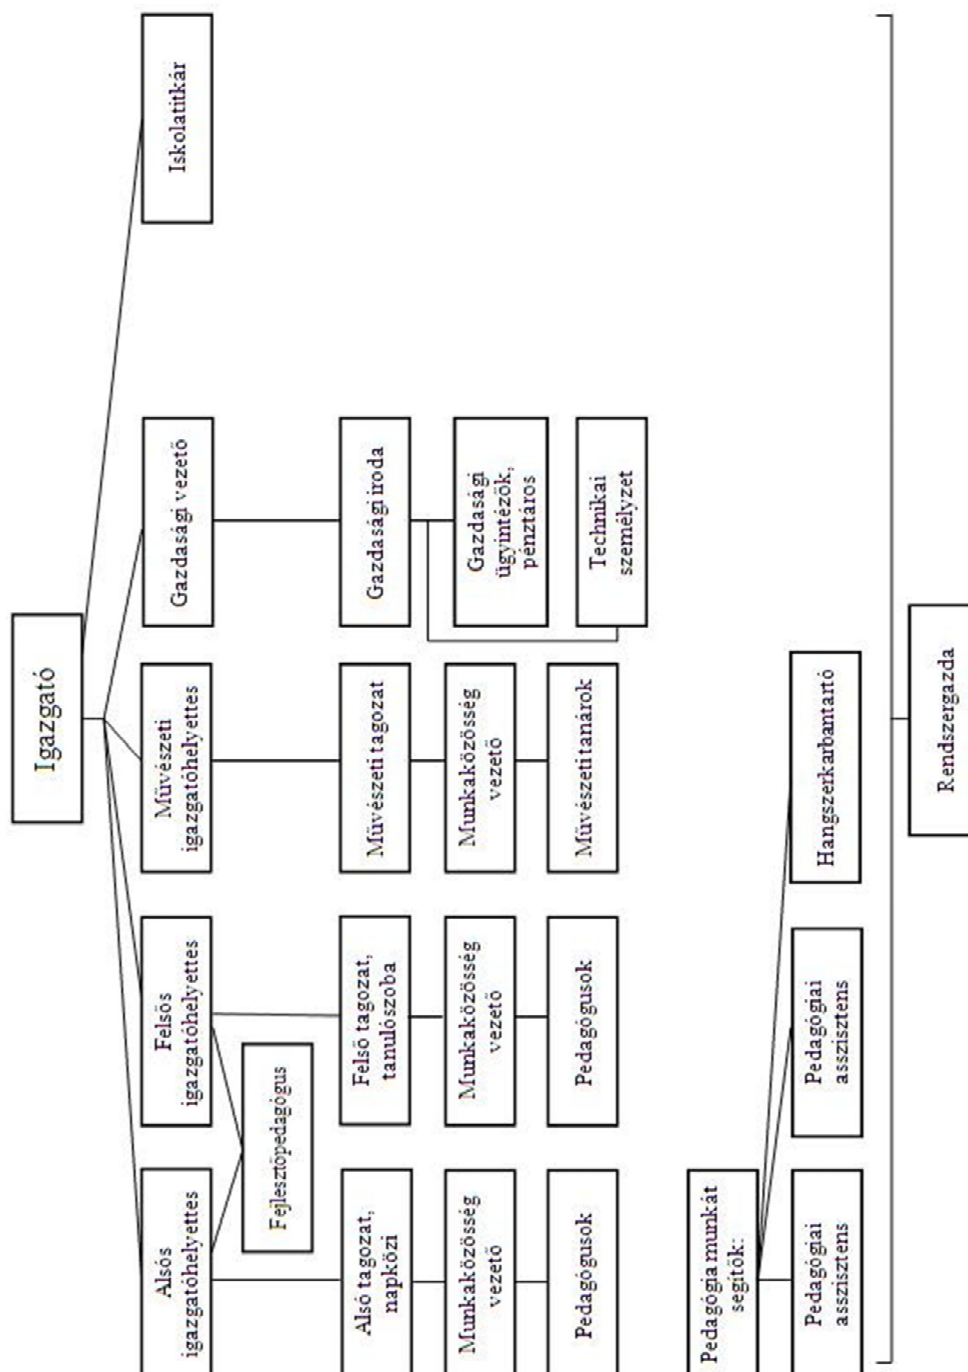 Igazgató
Alsós
igazgatóhelyettes
Felsős
igazgatóhelyettes
Művészeti
igazgatóhelyettes
Gazdasági vezető
Iskolatitkár
Fejlesztőpedagógus
Alsó tagozat,
napközi
Felső tagozat,
tanulószoba
Művészeti tagozat
Gazdasági iroda
Munkaközösség
vezető
Munkaközösség
vezető
Munkaközösség
vezető
Gazdasági
ügyintézők,
pénztáros
Pedagógusok
Pedagógusok
Művészeti tanárok
Technikai
személyzet
Pedagógia munkát
segítők:
Pedagógiai
asszisztens
Pedagógiai
asszisztens
Hangszerkarbantartó
Rendszergazda